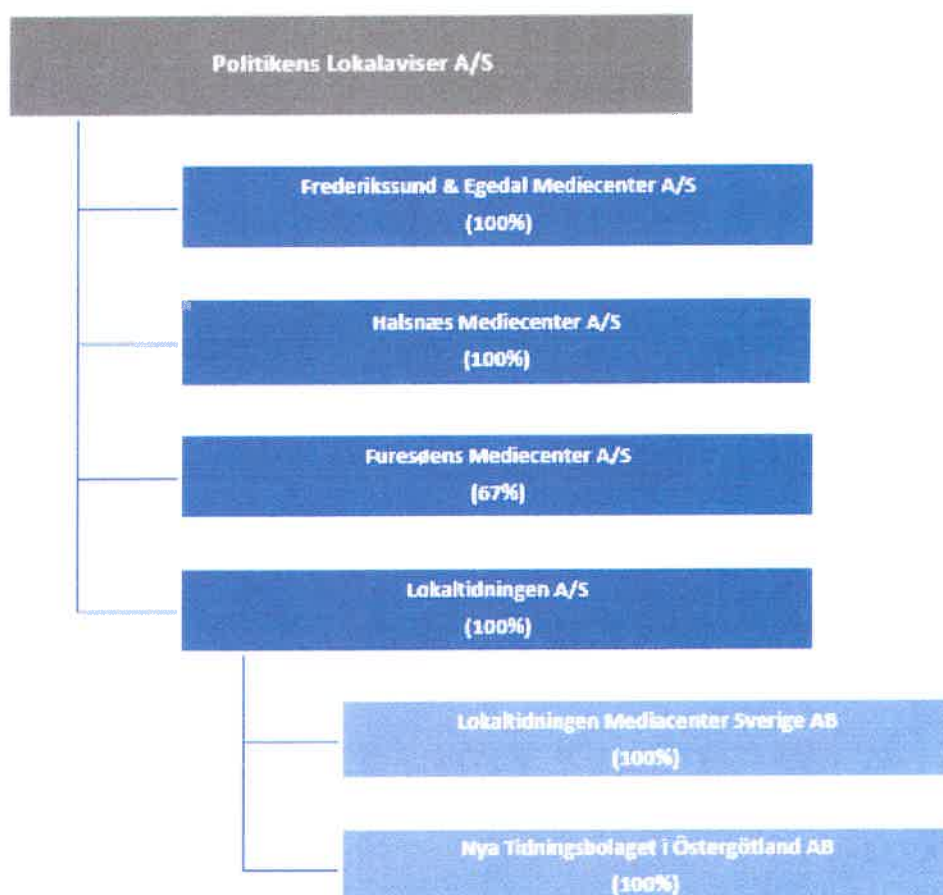 Politikens Lokalaviser A/S
Frederikssund & Egedal Mediecenter A/S
(100%)
Halsnæs Mediecenter A/S
(100%)
Furesøens Mediecenter A/S
(67%)
Lokaltidningen A/S
(100%)
Lokaltidningen Mediacenter Sverige AB
(100%)
Nya Tidningsbolaget i Östergötland AB
(100%)